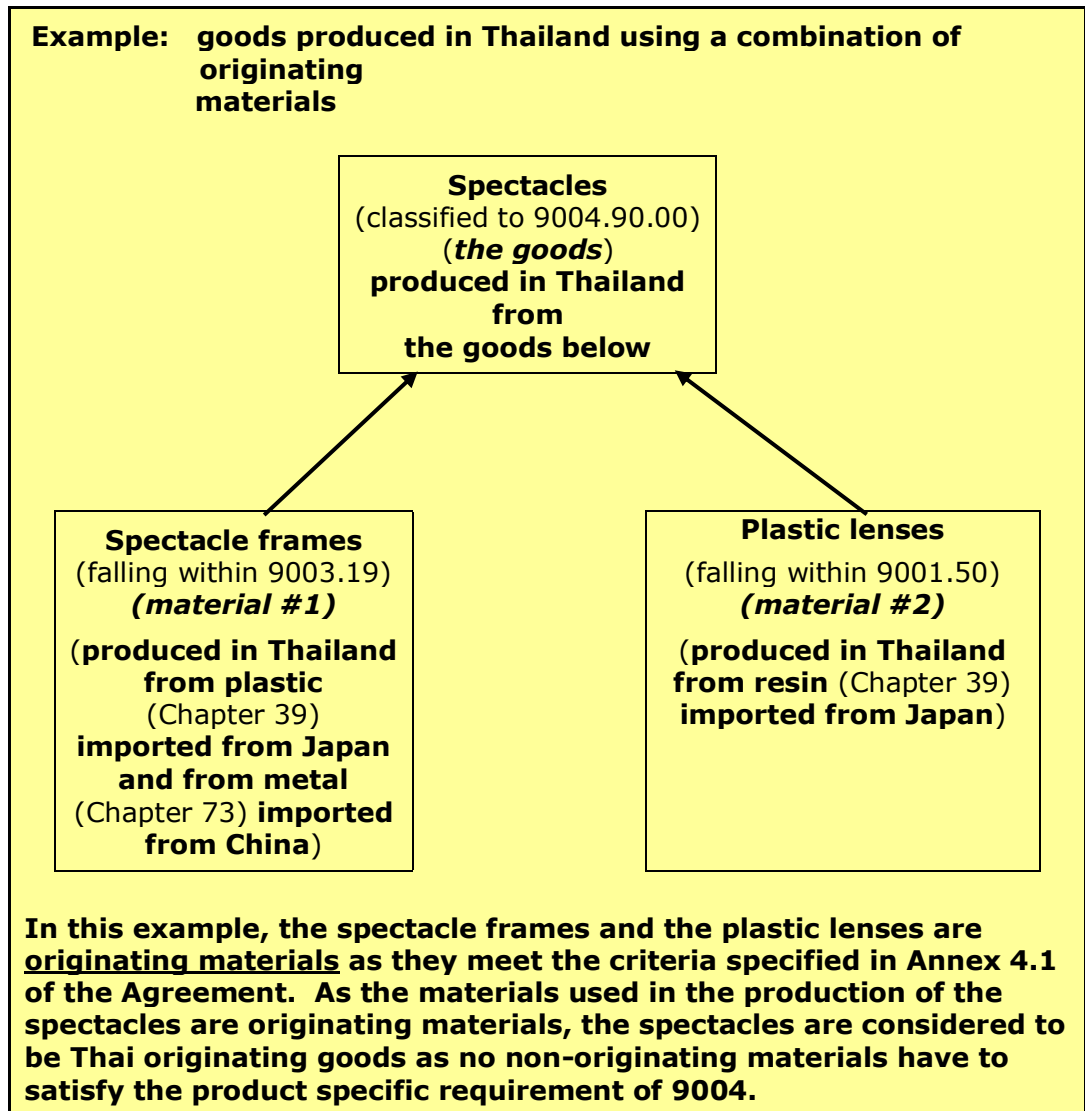 Example: goods produced in Thailand using a combination of
originating
materials
Spectacles
(classified to 9004.90.00)
(the goods)
produced in Thailand
from
the goods below
Spectacle frames
(falling within 9003.19)
(material #1)
(produced in Thailand
from plastic
(Chapter 39)
imported from Japan
and from metal
(Chapter 73) imported
from China)
Plastic lenses
(falling within 9001.50)
(material #2)
(produced in Thailand
from resin (Chapter 39)
imported from Japan)
In this example, the spectacle frames and the plastic lenses are
originating materials as they meet the criteria specified in Annex 4.1
of the Agreement.  As the materials used in the production of the
spectacles are originating materials, the spectacles are considered to
be Thai originating goods as no non-originating materials have to
satisfy the product specific requirement of 9004.